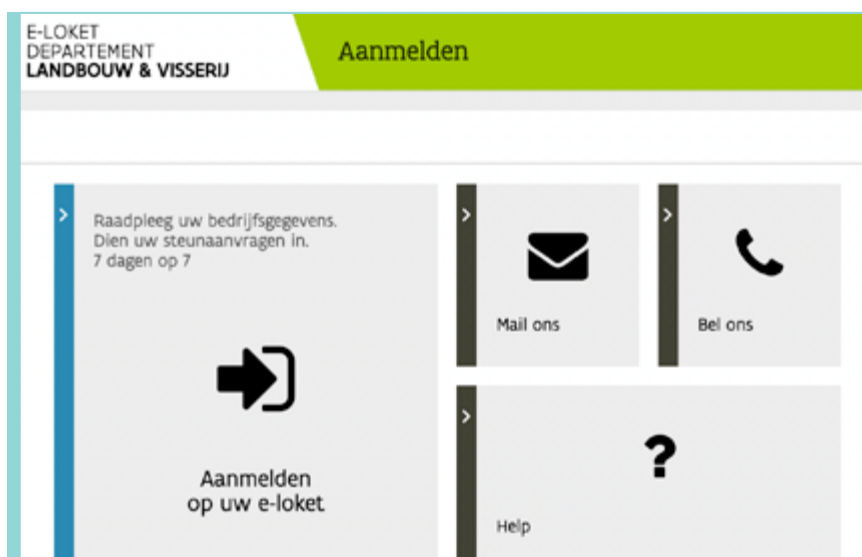 E-LOKET
DEPARTEMENT
LANDBOUW & VISSERIJ
Aanmelden
Raadpleeg uw bedrijfsgegevens.
Dien uw steunaanvragen in.
7 dagen op 7
Aanmelden
op uw e-loket
Mail ons
Bel ons
?
Help